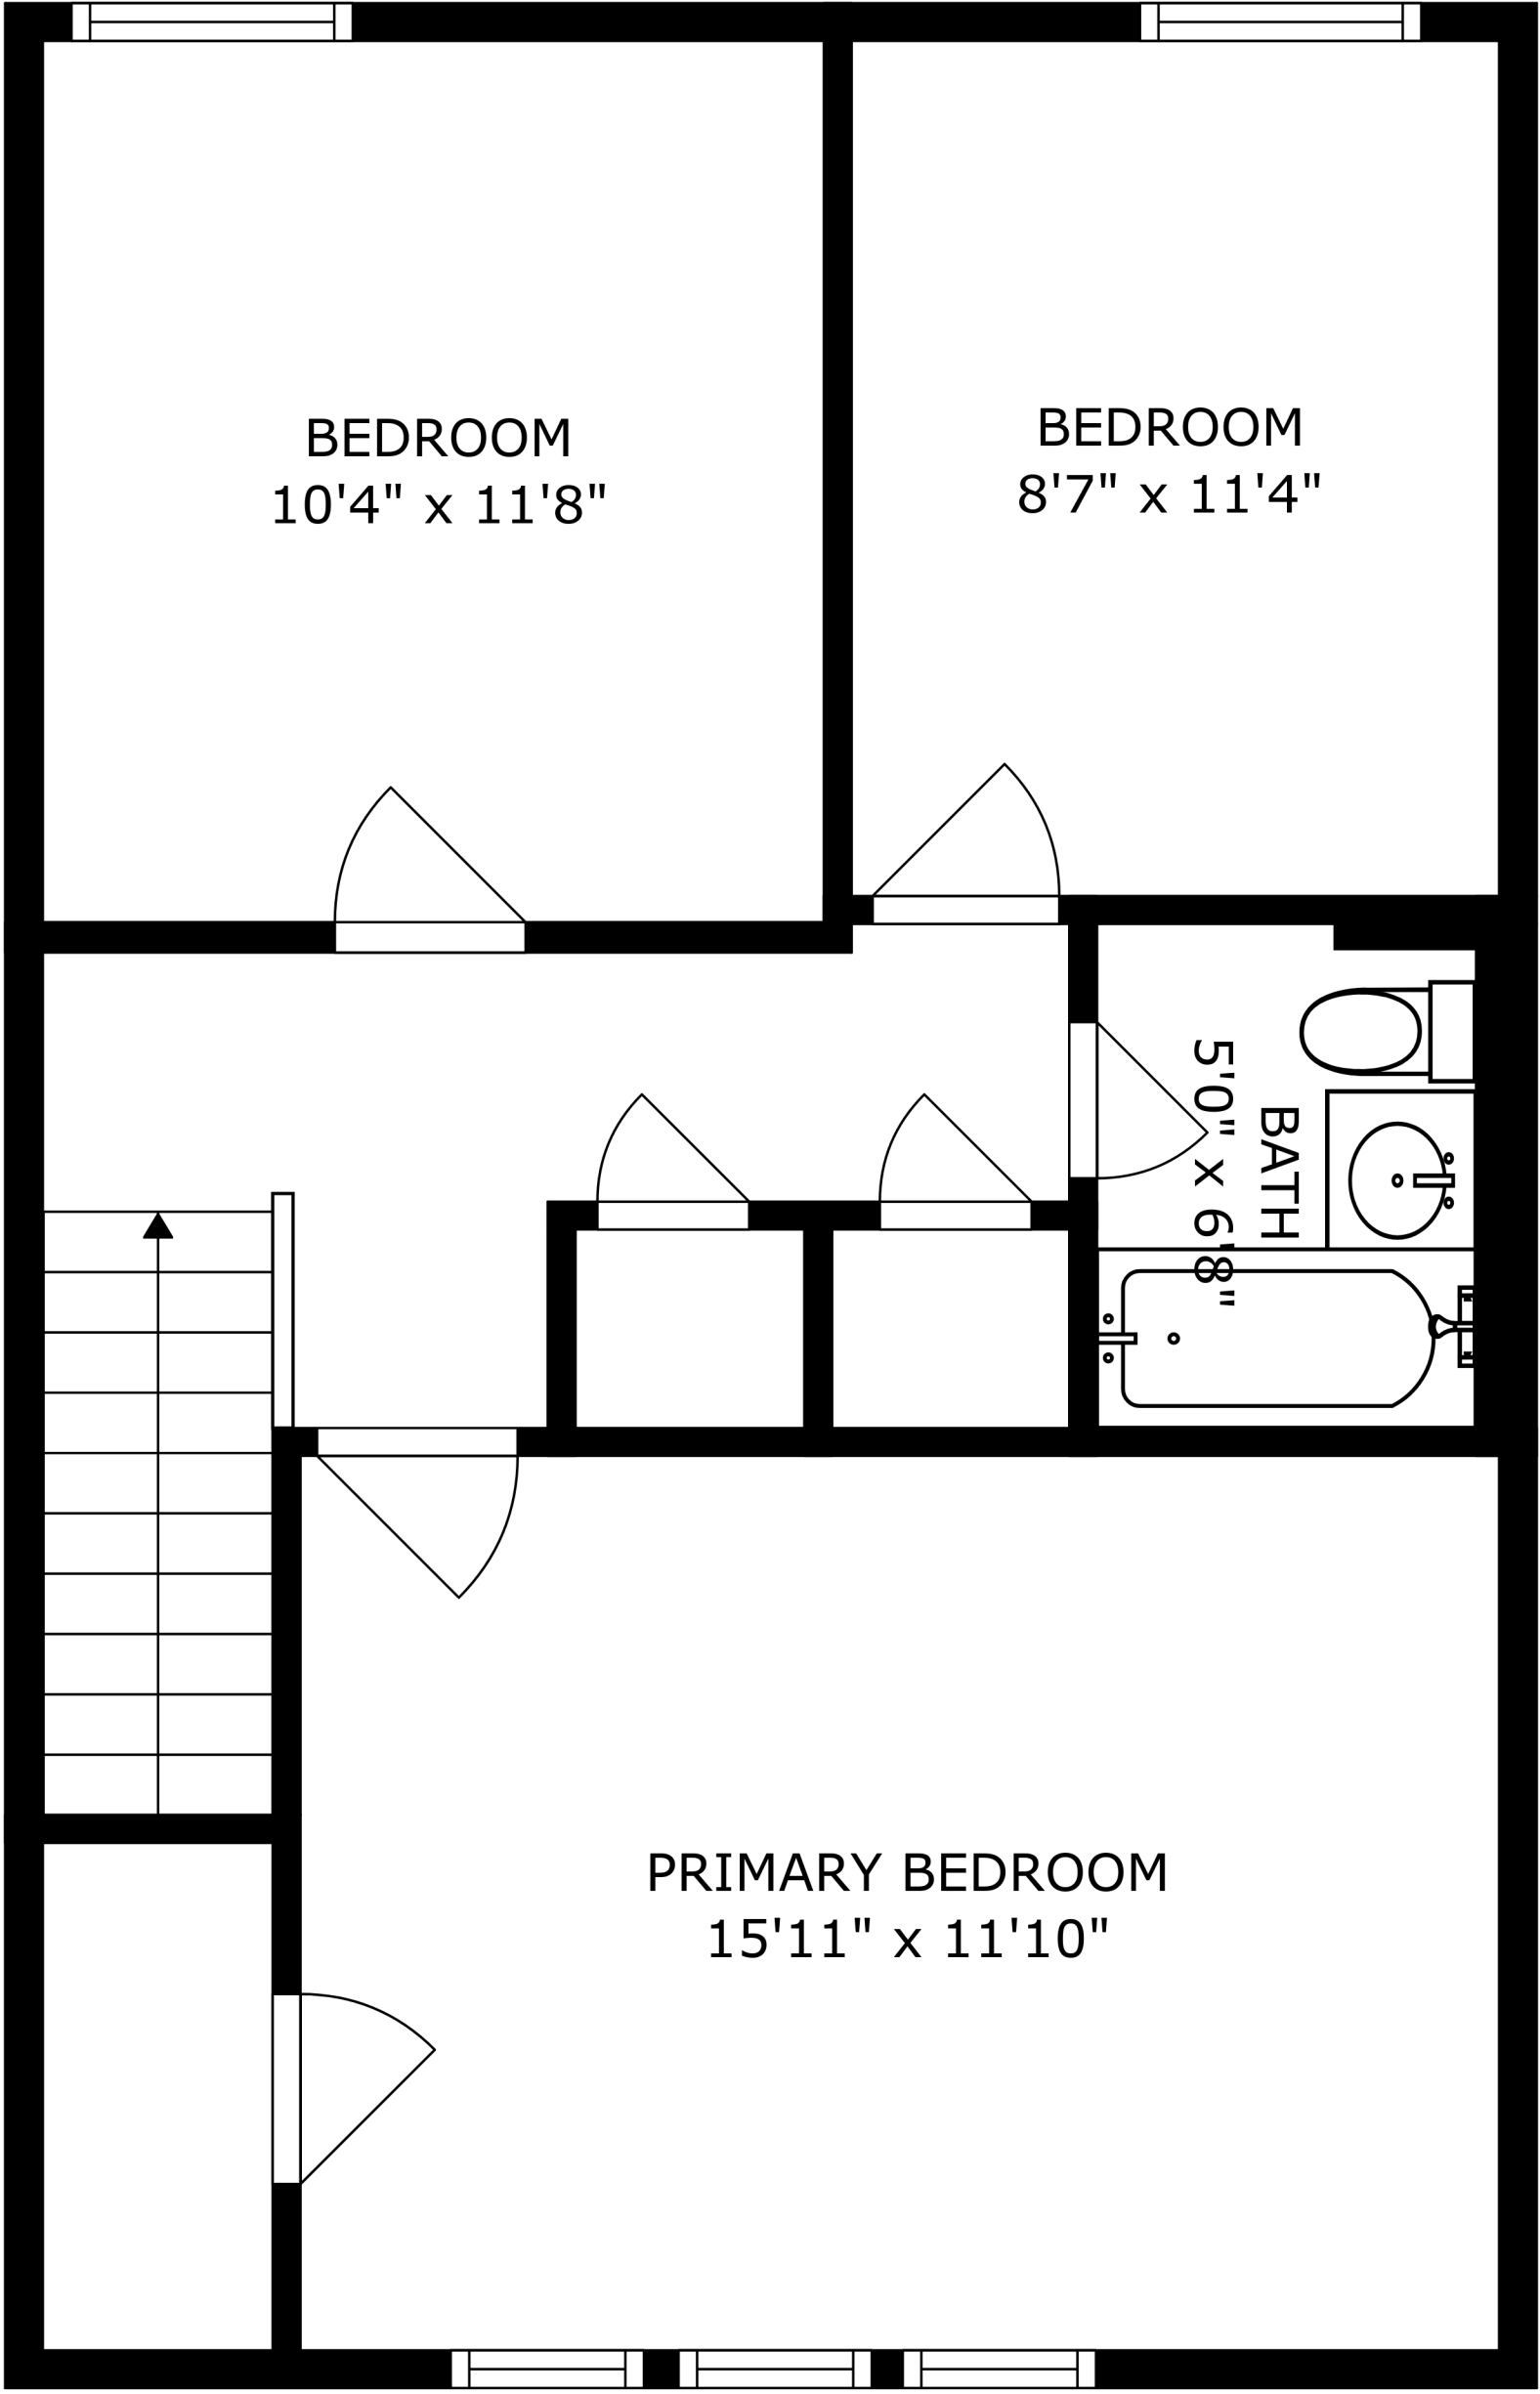 BEDROOM
10'4" x 11'8"
BEDROOM
8'7" x 11'4"
BATH
5'0" x 6'8"
PRIMARY BEDROOM
15'11" x 11'10"